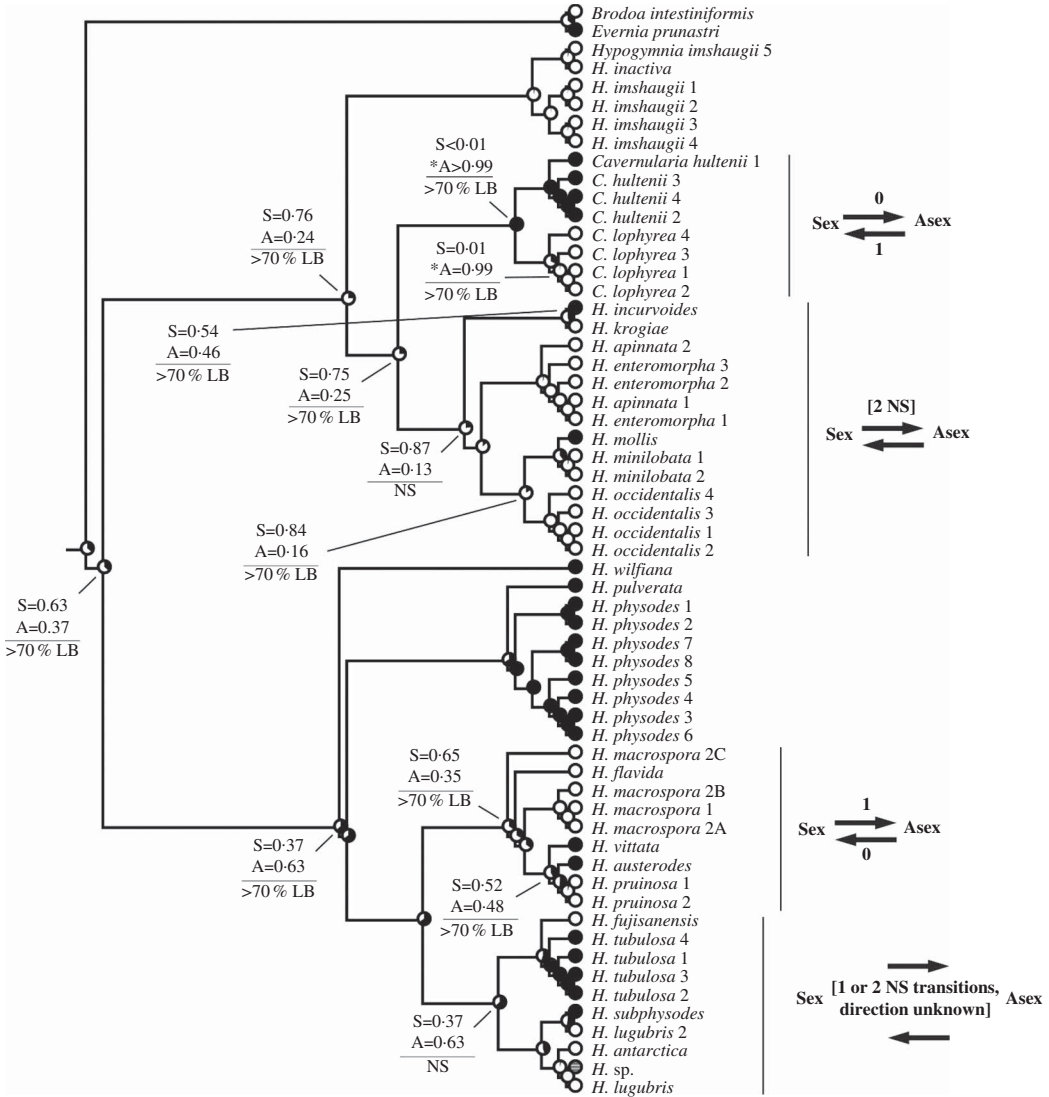 Brodoa intestiniformis
Evernia prunastri
Hypogymnia imshaugii 5
H. inactiva
H. imshaugii 1
H. imshaugii 2
H. imshaugii 3
H. imshaugii 4
Cavernularia hultenii 1
C. hultenii 3
C. hultenii 4
C. hultenii 2
C. lophyrea 4
C. lophyrea 3
C. lophyrea 1
C. lophyrea 2
H. incurvoides
H. krogiae
H. apinnata 2
H. enteromorpha 3
H. enteromorpha 2
H. apinnata 1
H. enteromorpha 1
H. mollis
H. minilobata 1
H. minilobata 2
H. occidentalis 4
H. occidentalis 3
H. occidentalis 1
H. occidentalis 2
H. wilfiana
H. pulverata
H. physodes 1
H. physodes 2
H. physodes 7
H. physodes 8
H. physodes 5
H. physodes 4
H. physodes 3
H. physodes 6
H. macrospora 2C
H. flavida
H. macrospora 2B
H. macrospora 1
H. macrospora 2A
H. vittata
H. austerodes
H. pruinosa 1
H. pruinosa 2
H. fujisanensis
H. tubulosa 4
H. tubulosa 1
H. tubulosa 3
H. tubulosa 2
H. subphysodes
H. lugubris 2
H. antarctica
H. sp.
H. lugubris
S<0·01
*A>0·99
>70 % LB
S=0·76
A=0·24
>70 % LB
S=0·01
*A=0·99
>70 % LB
S=0·54
A=0·46
>70 % LB
S=0·75
A=0·25
>70 % LB
S=0·87
A=0·13
NS
S=0·84
A=0·16
>70 % LB
S=0.63
A=0.37
>70 % LB
S=0·65
A=0·35
>70 % LB
S=0·37
A=0·63
>70 % LB
S=0·52
A=0·48
>70 % LB
S=0·37
A=0·63
NS
0
Sex Asex
1
[2 NS]
Sex Asex
1
Sex Asex
0
Sex [1 or 2 NS transitions, Asex
direction unknown]